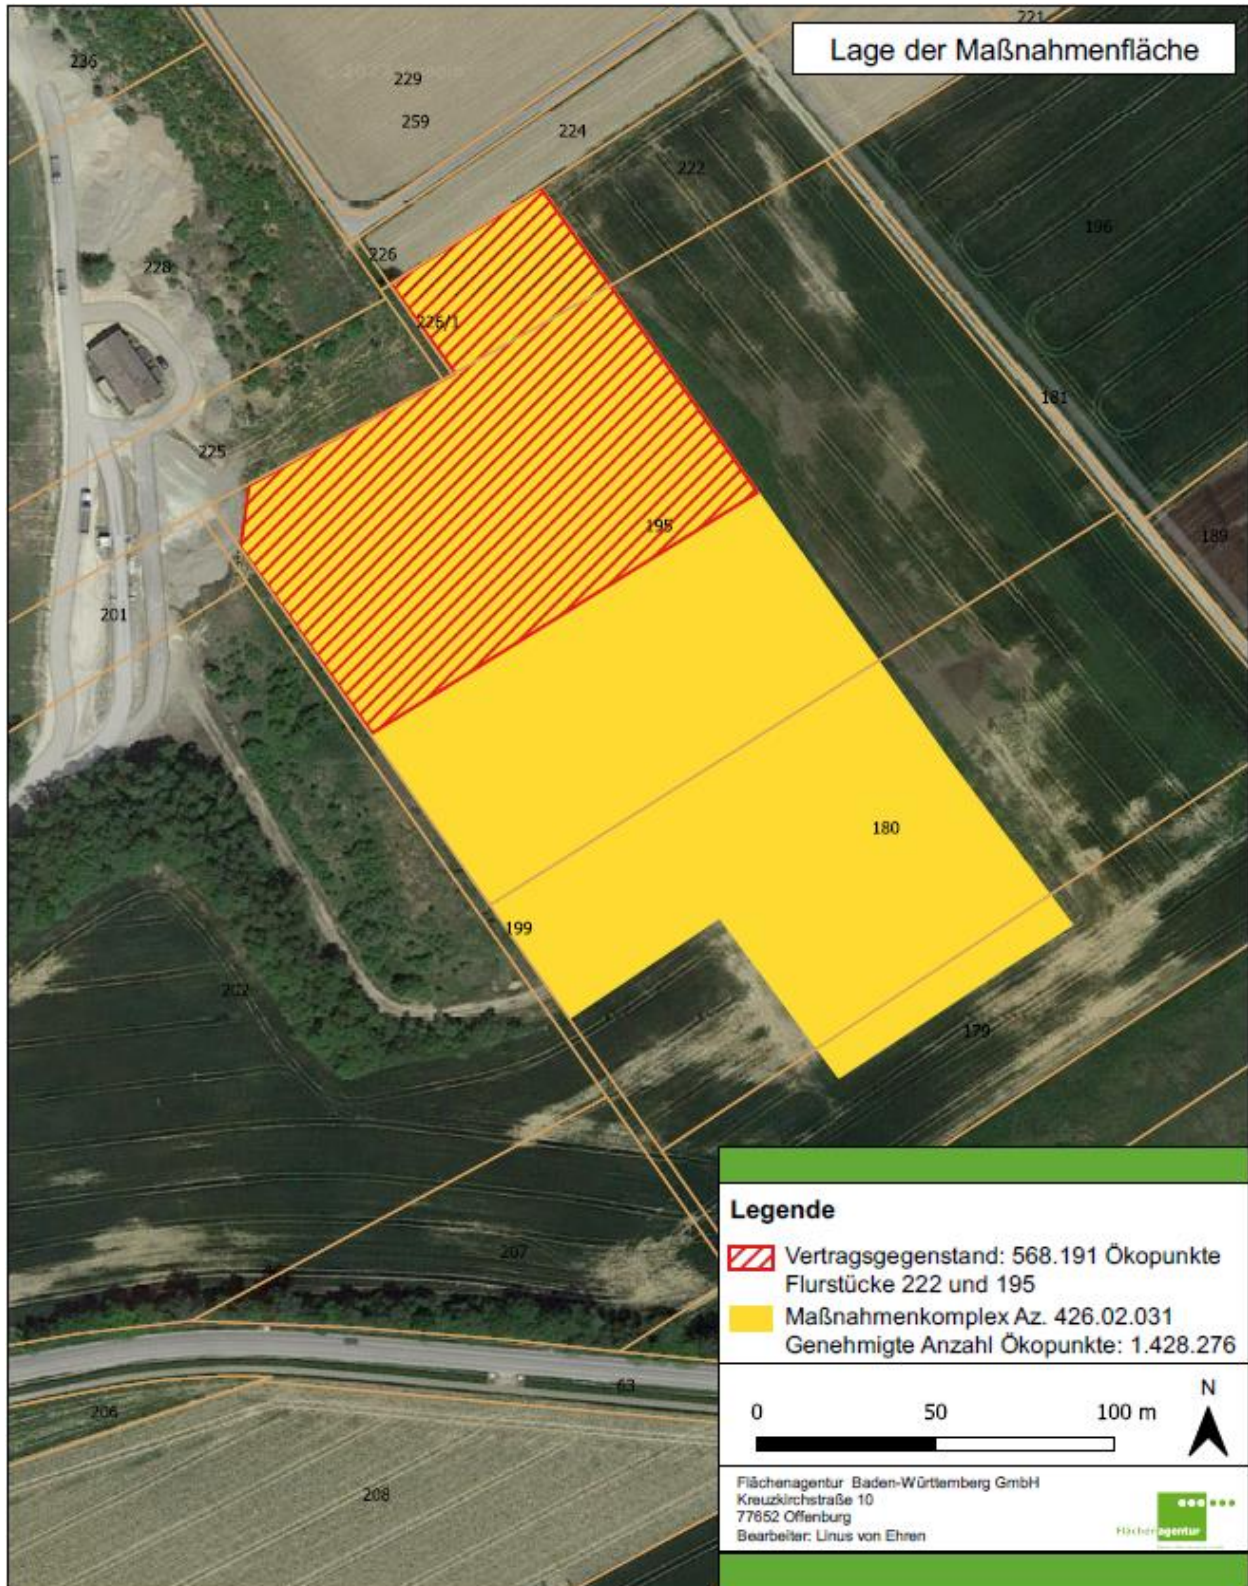 221
Lage der Maßnahmenfläche
236
229
259
224
222
196
226
228
226/1
181
225
195
189
201
180
199
202
179
207
63
206
208
Legende
Vertragsgegenstand: 568.191 Ökopunkte
Flurstücke 222 und 195
Maßnahmenkomplex Az. 426.02.031
Genehmigte Anzahl Ökopunkte: 1.428.276
0 50 100 m
N
Flächenagentur Baden-Württemberg GmbH
Kreuzkirchstraße 10
77652 Offenburg
Bearbeiter: Linus von Ehren
Flächenagentur